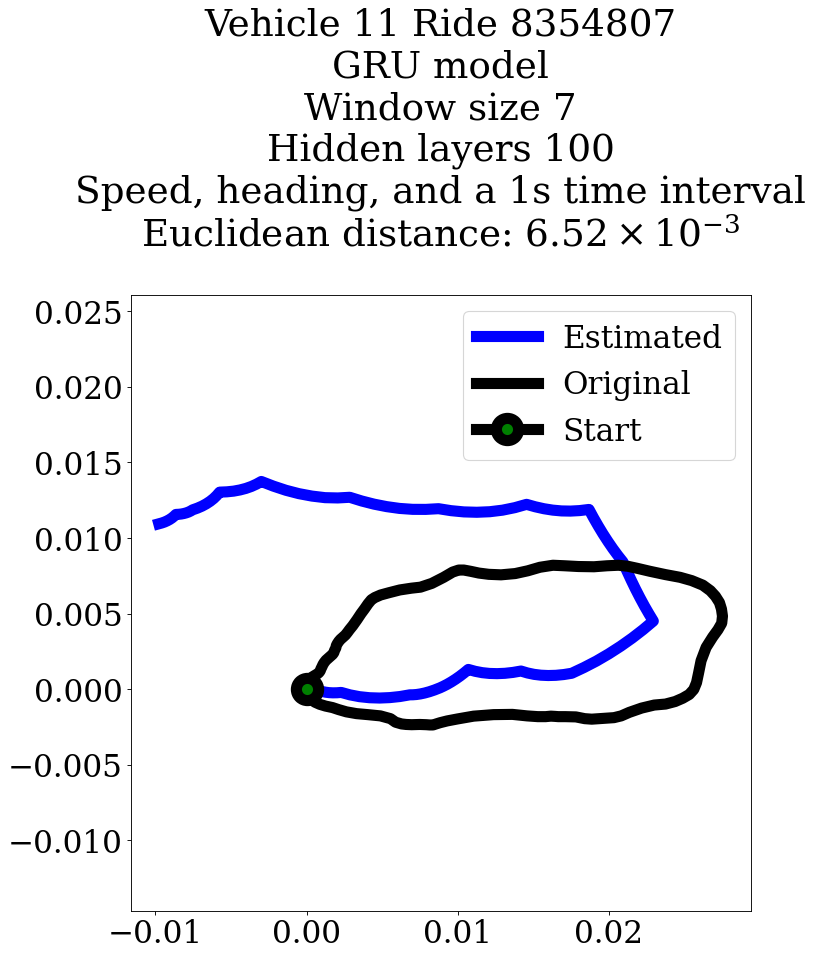 Vehicle 11 Ride 8354807
GRU model
Window size 7
Hidden layers 100
Speed, heading, and a 1s time interval
Euclidean distance: 6.52 × 10⁻³
Estimated
Original
Start
0.025
0.020
0.015
0.010
0.005
0.000
−0.005
−0.010
−0.01 0.00 0.01 0.02